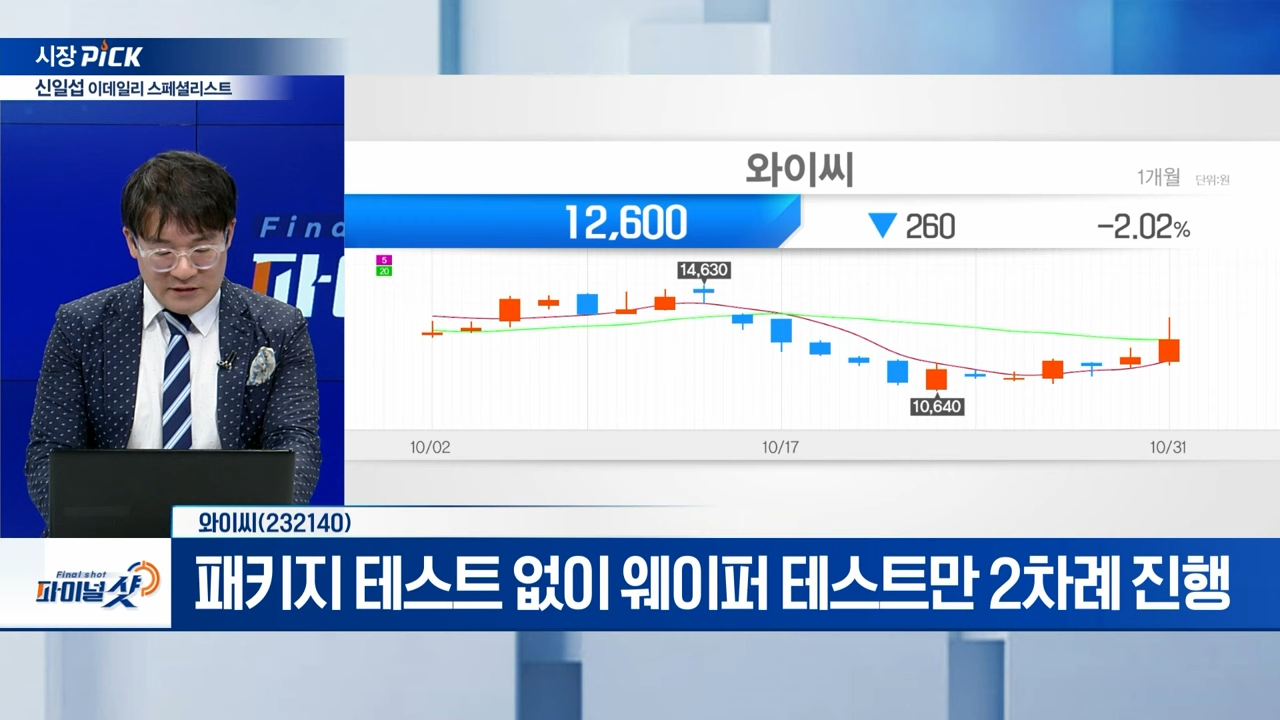 시장 PiCK
신일섭 이데일리 스페셜리스트
Fina
파이
와이씨
1개월 단위:원
12,600
▼ 260
-2.02%
5
20
14,630
10,640
10/02
10/17
10/31
와이씨(232140)
Final shot
파이널샷
패키지 테스트 없이 웨이퍼 테스트만 2차례 진행